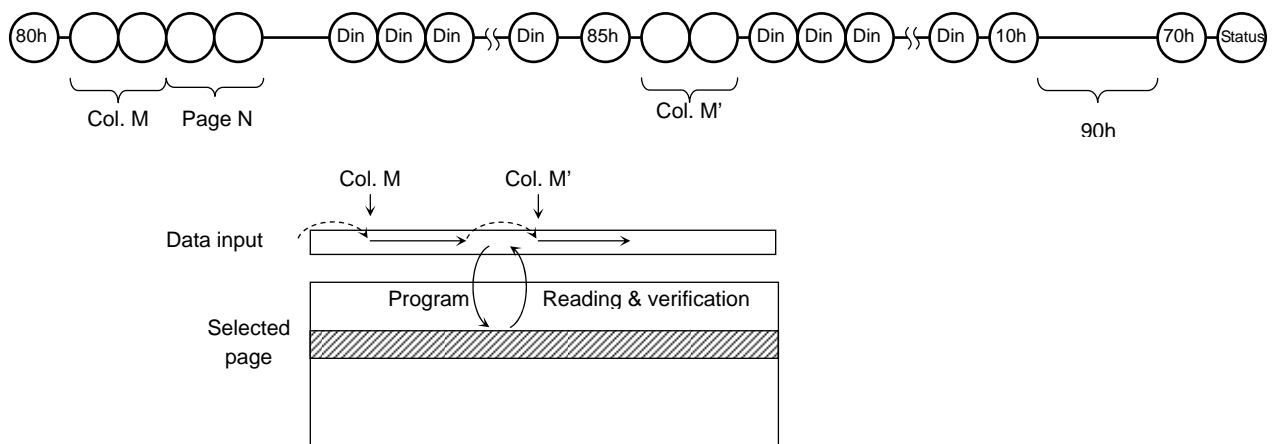 80h Din Din Din Din 85h Din Din Din Din 10h 70h Status
Col. M Page N Col. M’ 90h
Col. M Col. M’
Data input
Program Reading & verification
Selected
page